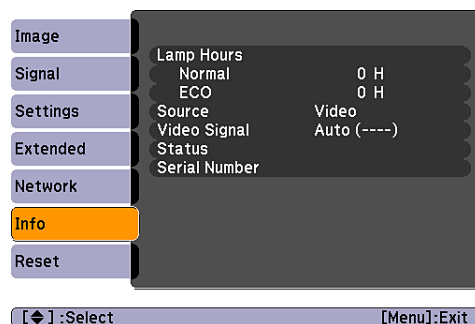 Image
Signal
Settings
Extended
Network
Info
Reset
Lamp Hours
Normal 0 H
ECO 0 H
Source Video
Video Signal Auto (----)
Status
Serial Number
[◆] :Select [Menu]:Exit